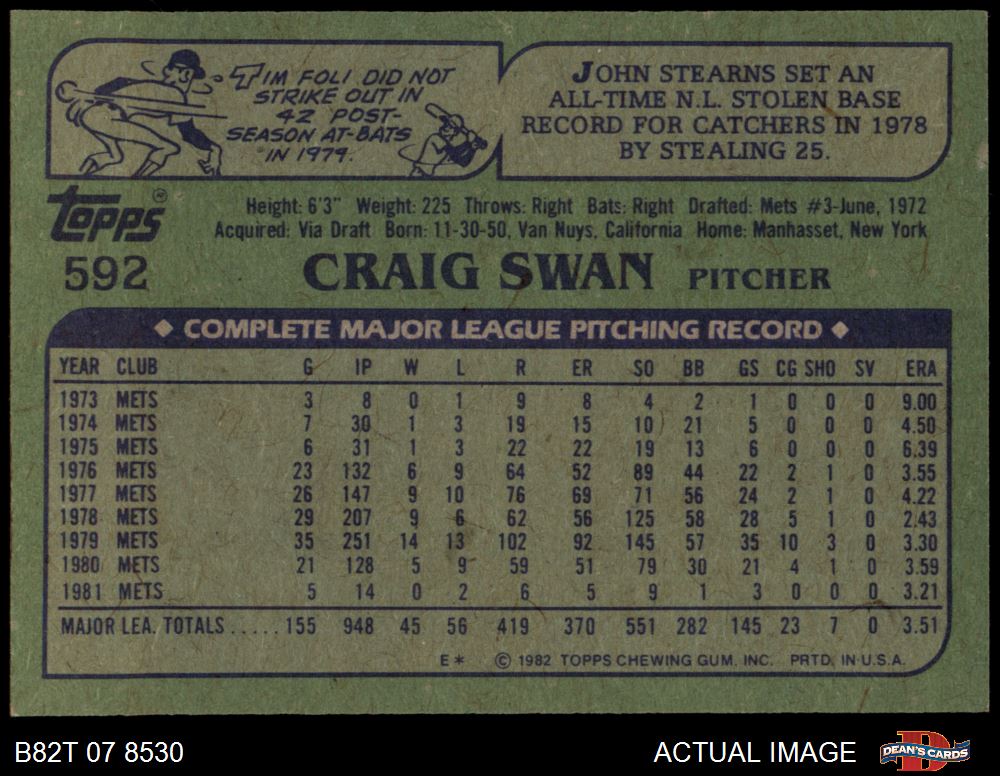 TIM FOLI DID NOT
STRIKE OUT IN
42 POST-
SEASON AT-BATS
IN 1979.
JOHN STEARNS SET AN
ALL-TIME N.L. STOLEN BASE
RECORD FOR CATCHERS IN 1978
BY STEALING 25.
TOPPS ®
Height: 6'3" Weight: 225 Throws: Right Bats: Right Drafted: Mets #3-June, 1972
Acquired: Via Draft Born: 11-30-50, Van Nuys, California Home: Manhasset, New York
592 CRAIG SWAN PITCHER
◆ COMPLETE MAJOR LEAGUE PITCHING RECORD ◆
YEAR CLUB G IP W L R ER SO BB GS CG SHO SV ERA
1973 METS 3 8 0 1 9 8 4 2 1 0 0 0 9.00
1974 METS 7 30 1 3 19 15 10 21 5 0 0 0 4.50
1975 METS 6 31 1 3 22 22 19 13 6 0 0 0 6.39
1976 METS 23 132 6 9 64 52 89 44 22 2 1 0 3.55
1977 METS 26 147 9 10 76 69 71 56 24 2 1 0 4.22
1978 METS 29 207 9 6 62 56 125 58 28 5 1 0 2.43
1979 METS 35 251 14 13 102 92 145 57 35 10 3 0 3.30
1980 METS 21 128 5 9 59 51 79 30 21 4 1 0 3.59
1981 METS 5 14 0 2 6 5 9 1 3 0 0 0 3.21
MAJOR LEA. TOTALS ..... 155 948 45 56 419 370 551 282 145 23 7 0 3.51
E* © 1982 TOPPS CHEWING GUM, INC. PRTD. IN U.S.A.
B82T 07 8530
ACTUAL IMAGE
D
DEAN'S CARDS